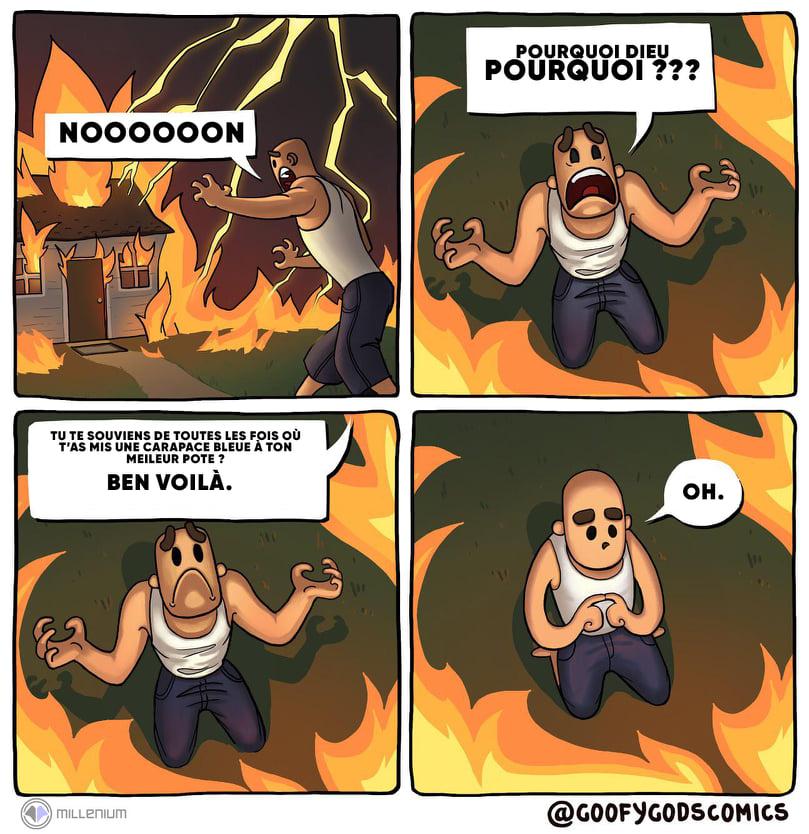 NOOOOOON
POURQUOI DIEU
POURQUOI ???
TU TE SOUVIENS DE TOUTES LES FOIS OÙ
T'AS MIS UNE CARAPACE BLEUE À TON
MEILEUR POTE ?
BEN VOILÀ.
OH.
MILLENIUM
@GOOFYGODSCOMICS